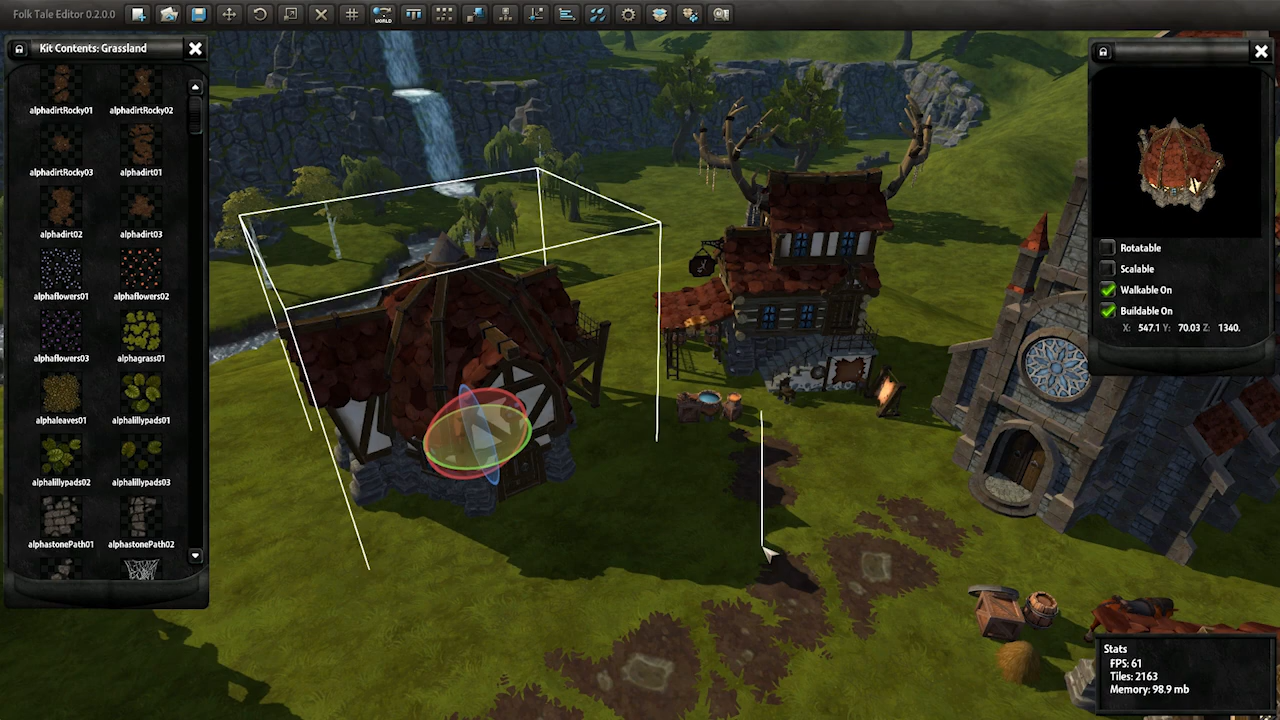 Folk Tale Editor 0.2.0.0
WORLD
Kit Contents: Grassland
alphadirtRocky01 alphadirtRocky02
alphadirtRocky03 alphadirt01
alphadirt02 alphadirt03
alphaflowers01 alphaflowers02
alphaflowers03 alphagrass01
alphaleaves01 alphalillypads01
alphalillypads02 alphalillypads03
alphastonePath01 alphastonePath02
Rotatable
Scalable
Walkable On
Buildable On
X: 547.1 Y: 70.03 Z: 1340.
Stats
FPS: 61
Tiles: 2163
Memory: 98.9 mb